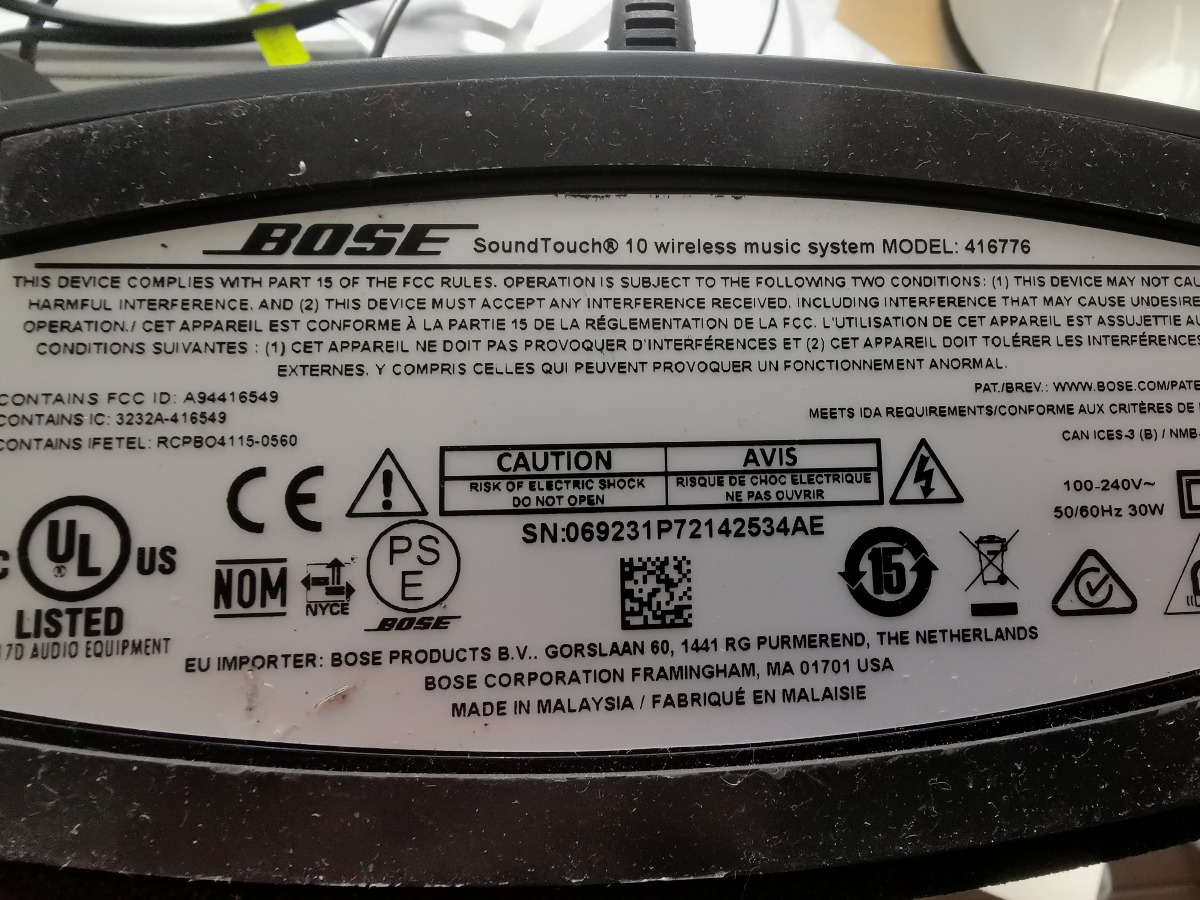 BOSE SoundTouch® 10 wireless music system MODEL: 416776
THIS DEVICE COMPLIES WITH PART 15 OF THE FCC RULES. OPERATION IS SUBJECT TO THE FOLLOWING TWO CONDITIONS: (1) THIS DEVICE MAY NOT CAU
HARMFUL INTERFERENCE, AND (2) THIS DEVICE MUST ACCEPT ANY INTERFERENCE RECEIVED, INCLUDING INTERFERENCE THAT MAY CAUSE UNDESIRE
OPERATION./ CET APPAREIL EST CONFORME À LA PARTIE 15 DE LA RÉGLEMENTATION DE LA FCC. L'UTILISATION DE CET APPAREIL EST ASSUJETTIE AU
CONDITIONS SUIVANTES : (1) CET APPAREIL NE DOIT PAS PROVOQUER D'INTERFÉRENCES ET (2) CET APPAREIL DOIT TOLÉRER LES INTERFÉRENCES
EXTERNES, Y COMPRIS CELLES QUI PEUVENT PROVOQUER UN FONCTIONNEMENT ANORMAL.
PAT./BREV.: WWW.BOSE.COM/PATE
CONTAINS FCC ID: A94416549
MEETS IDA REQUIREMENTS/CONFORME AUX CRITÈRES DE
CONTAINS IC: 3232A-416549
CAN ICES-3 (B) / NMB-
CONTAINS IFETEL: RCPBO4115-0560
CE
CAUTION
AVIS
RISK OF ELECTRIC SHOCK
DO NOT OPEN
RISQUE DE CHOC ELECTRIQUE
NE PAS OUVRIR
100-240V~
50/60Hz 30W
SN:069231P72142534AE
C UL ® US
LISTED
17D AUDIO EQUIPMENT
NOM
NYCE
PS
E
BOSE
15
EU IMPORTER: BOSE PRODUCTS B.V.. GORSLAAN 60, 1441 RG PURMEREND, THE NETHERLANDS
BOSE CORPORATION FRAMINGHAM, MA 01701 USA
MADE IN MALAYSIA / FABRIQUÉ EN MALAISIE